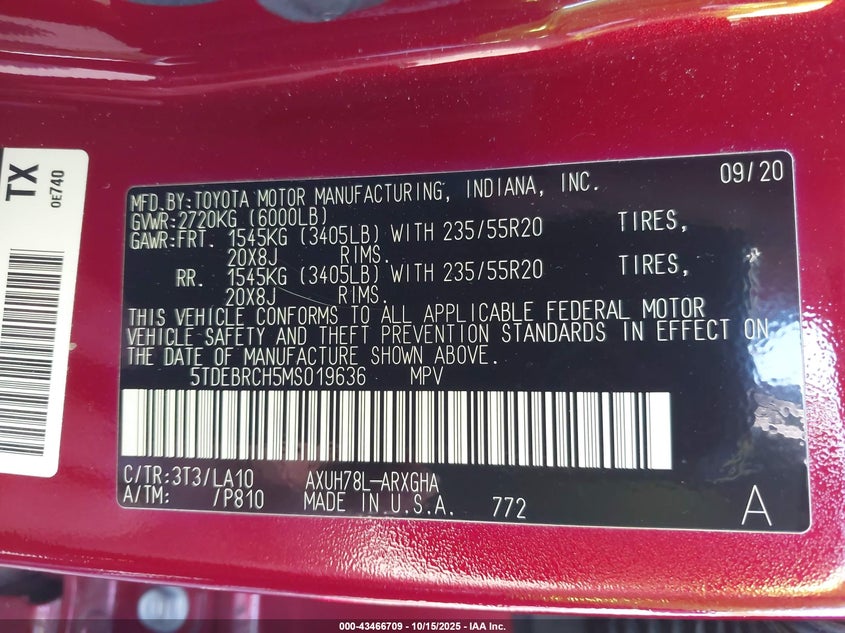 TX
0E740
MFD.BY:TOYOTA MOTOR MANUFACTURING, INDIANA, INC. 09/20
GVWR:2720KG (6000LB)
GAWR:FRT. 1545KG (3405LB) WITH 235/55R20 TIRES,
20X8J RIMS.
RR. 1545KG (3405LB) WITH 235/55R20 TIRES,
20X8J RIMS.
THIS VEHICLE CONFORMS TO ALL APPLICABLE FEDERAL MOTOR
VEHICLE SAFETY AND THEFT PREVENTION STANDARDS IN EFFECT ON
THE DATE OF MANUFACTURE SHOWN ABOVE.
5TDEBRCH5MS019636 MPV
C/TR:3T3/LA10 AXUH78L-ARXGHA
A/TM: /P810 MADE IN U.S.A. 772 A
000-43466709 - 10/15/2025 - IAA Inc.